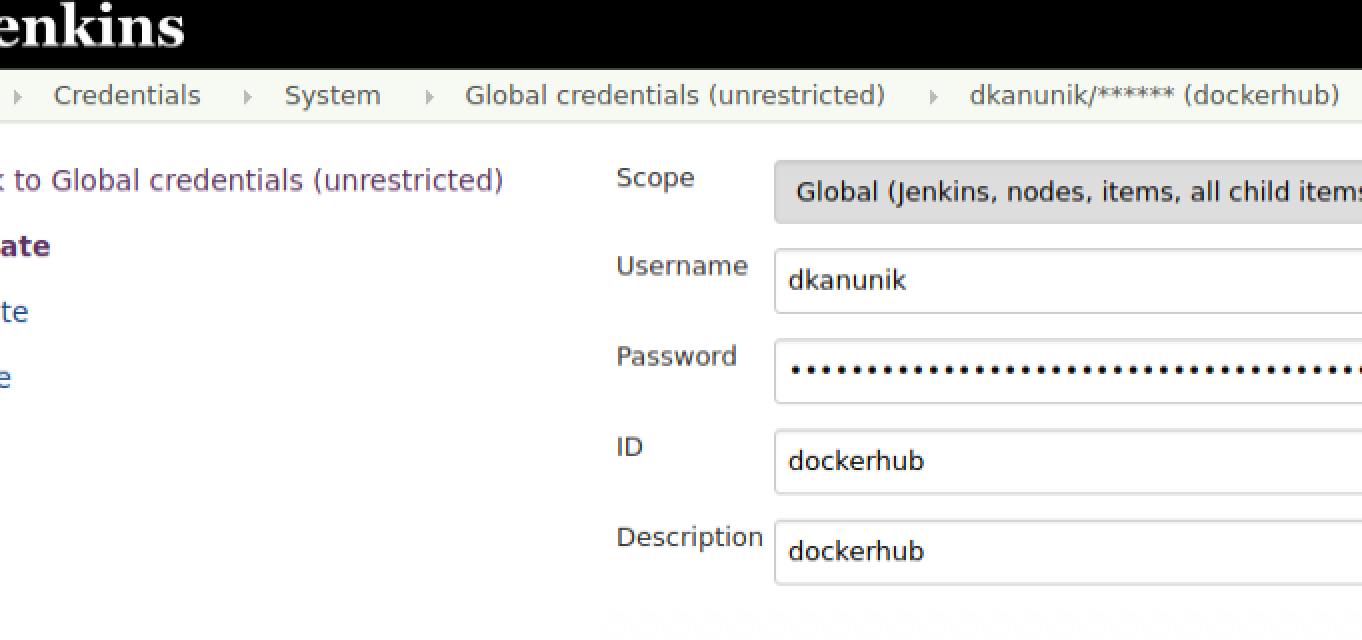 enkins
Credentials System Global credentials (unrestricted) dkanunik/****** (dockerhub)
to Global credentials (unrestricted)
Scope
Global (Jenkins, nodes, items, all child items
ate
Username
dkanunik
te
Password
••••••••••••••••••••••••••••••••••••••
e
ID
dockerhub
Description
dockerhub